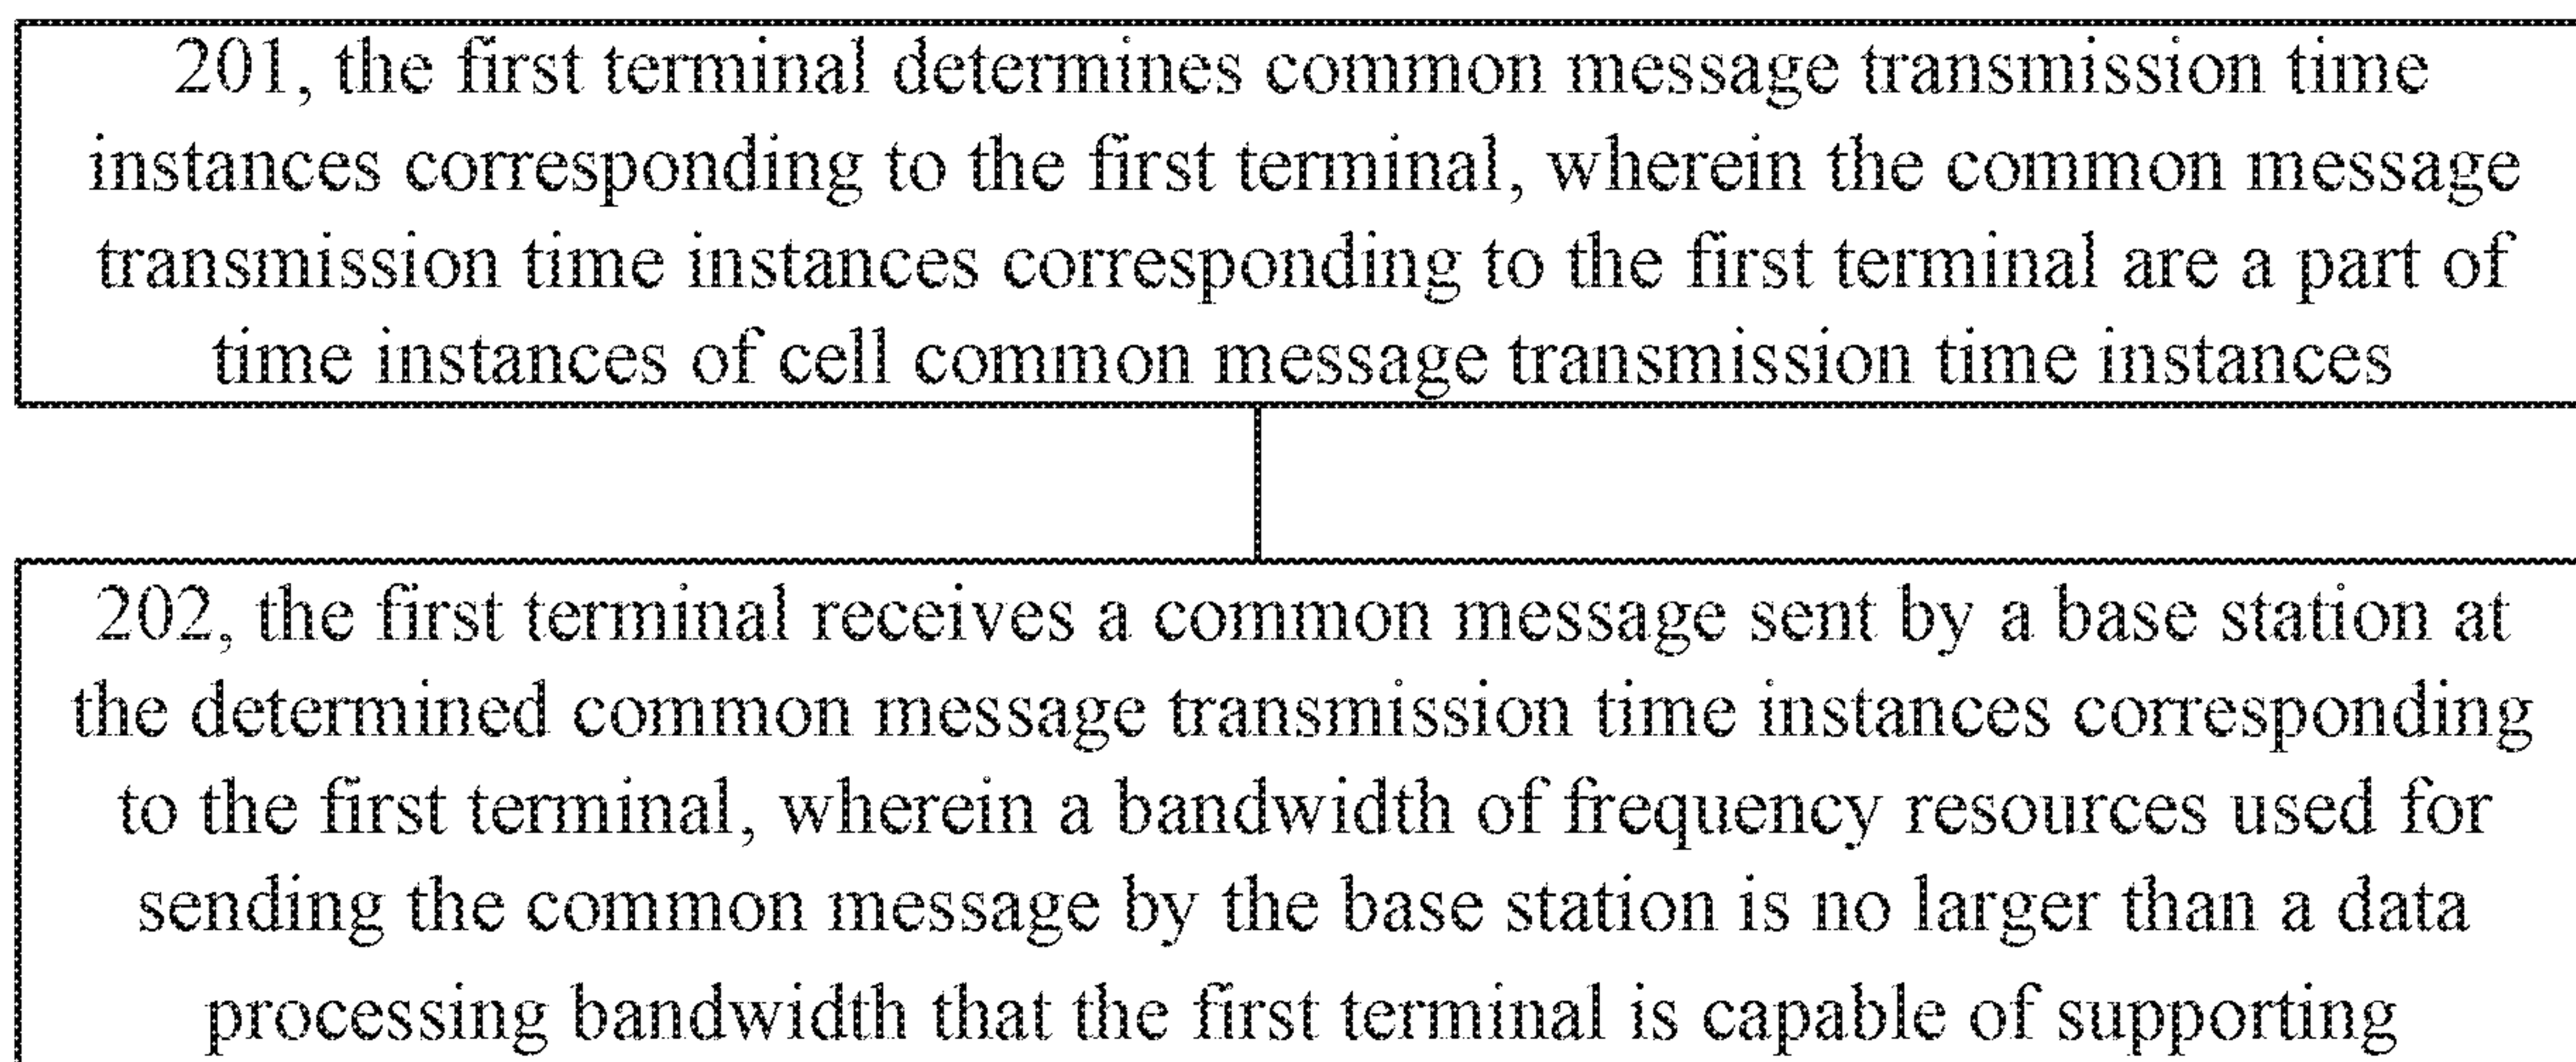 201, the first terminal determines common message transmission time
instances corresponding to the first terminal, wherein the common message
transmission time instances corresponding to the first terminal are a part of
time instances of cell common message transmission time instances
202, the first terminal receives a common message sent by a base station at
the determined common message transmission time instances corresponding
to the first terminal, wherein a bandwidth of frequency resources used for
sending the common message by the base station is no larger than a data
processing bandwidth that the first terminal is capable of supporting